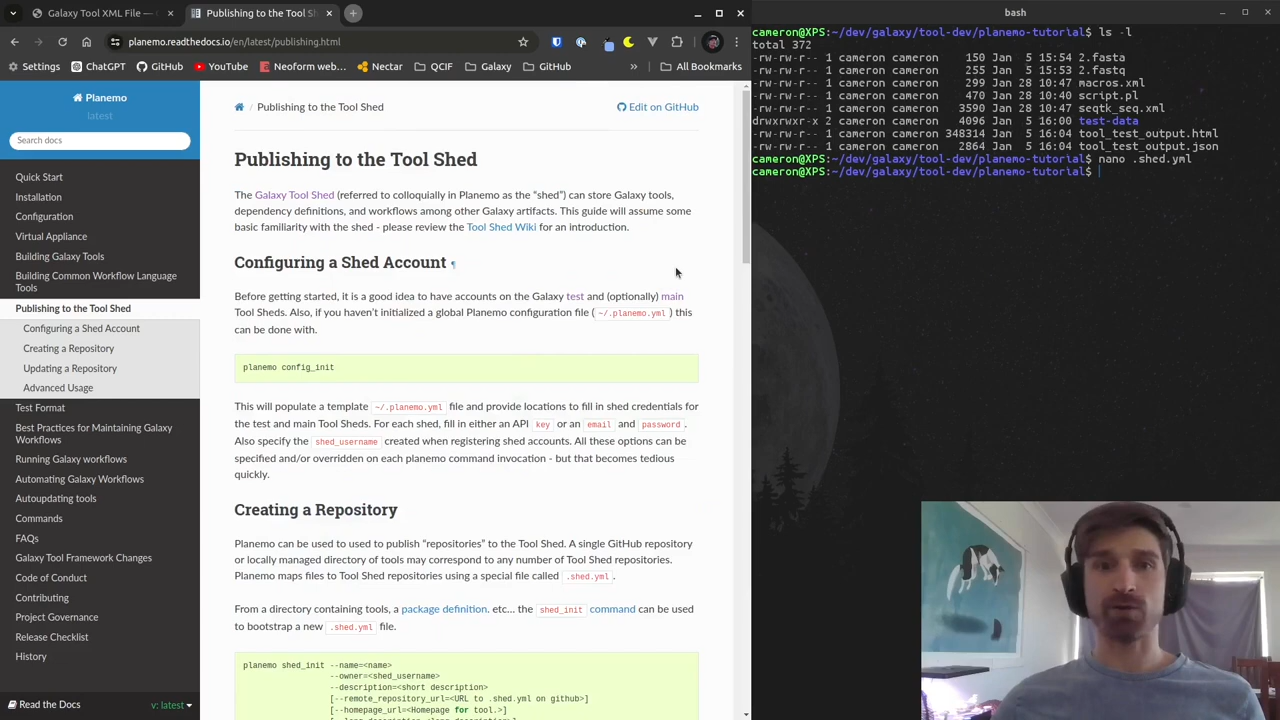 Galaxy Tool XML File —
Publishing to the Tool Sh
planemo.readthedocs.io/en/latest/publishing.html
Settings
ChatGPT
GitHub
YouTube
Neoform web...
Nectar
QCIF
Galaxy
GitHub
»
All Bookmarks
Planemo
latest
Search docs
Quick Start
Installation
Configuration
Virtual Appliance
Building Galaxy Tools
Building Common Workflow Language
Tools
Publishing to the Tool Shed
Configuring a Shed Account
Creating a Repository
Updating a Repository
Advanced Usage
Test Format
Best Practices for Maintaining Galaxy
Workflows
Running Galaxy workflows
Automating Galaxy Workflows
Autoupdating tools
Commands
FAQs
Galaxy Tool Framework Changes
Code of Conduct
Contributing
Project Governance
Release Checklist
History
Read the Docs
v: latest
/ Publishing to the Tool Shed
Edit on GitHub
Publishing to the Tool Shed
The Galaxy Tool Shed (referred to colloquially in Planemo as the “shed”) can store Galaxy tools,
dependency definitions, and workflows among other Galaxy artifacts. This guide will assume some
basic familiarity with the shed - please review the Tool Shed Wiki for an introduction.
Configuring a Shed Account ¶
Before getting started, it is a good idea to have accounts on the Galaxy test and (optionally) main
Tool Sheds. Also, if you haven’t initialized a global Planemo configuration file ( ~/.planemo.yml ) this
can be done with.
planemo config_init
This will populate a template ~/.planemo.yml file and provide locations to fill in shed credentials for
the test and main Tool Sheds. For each shed, fill in either an API key or an email and password .
Also specify the shed_username created when registering shed accounts. All these options can be
specified and/or overridden on each planemo command invocation - but that becomes tedious
quickly.
Creating a Repository
Planemo can be used to used to publish “repositories” to the Tool Shed. A single GitHub repository
or locally managed directory of tools may correspond to any number of Tool Shed repositories.
Planemo maps files to Tool Shed repositories using a special file called .shed.yml .
From a directory containing tools, a package definition. etc... the shed_init command can be used
to bootstrap a new .shed.yml file.
planemo shed_init --name=<name>
--owner=<shed_username>
--description=<short description>
[--remote_repository_url=<URL to .shed.yml on github>]
[--homepage_url=<Homepage for tool.>]
bash
cameron@XPS:~/dev/galaxy/tool-dev/planemo-tutorial$ ls -l
total 372
-rw-rw-r-- 1 cameron cameron 150 Jan 5 15:54 2.fasta
-rw-rw-r-- 1 cameron cameron 255 Jan 5 15:53 2.fastq
-rw-rw-r-- 1 cameron cameron 299 Jan 28 10:47 macros.xml
-rw-rw-r-- 1 cameron cameron 470 Jan 28 10:40 script.pl
-rw-rw-r-- 1 cameron cameron 3590 Jan 28 10:47 seqtk_seq.xml
drwxrwxr-x 2 cameron cameron 4096 Jan 5 16:00 test-data
-rw-rw-r-- 1 cameron cameron 348314 Jan 5 16:04 tool_test_output.html
-rw-rw-r-- 1 cameron cameron 2864 Jan 5 16:04 tool_test_output.json
cameron@XPS:~/dev/galaxy/tool-dev/planemo-tutorial$ nano .shed.yml
cameron@XPS:~/dev/galaxy/tool-dev/planemo-tutorial$